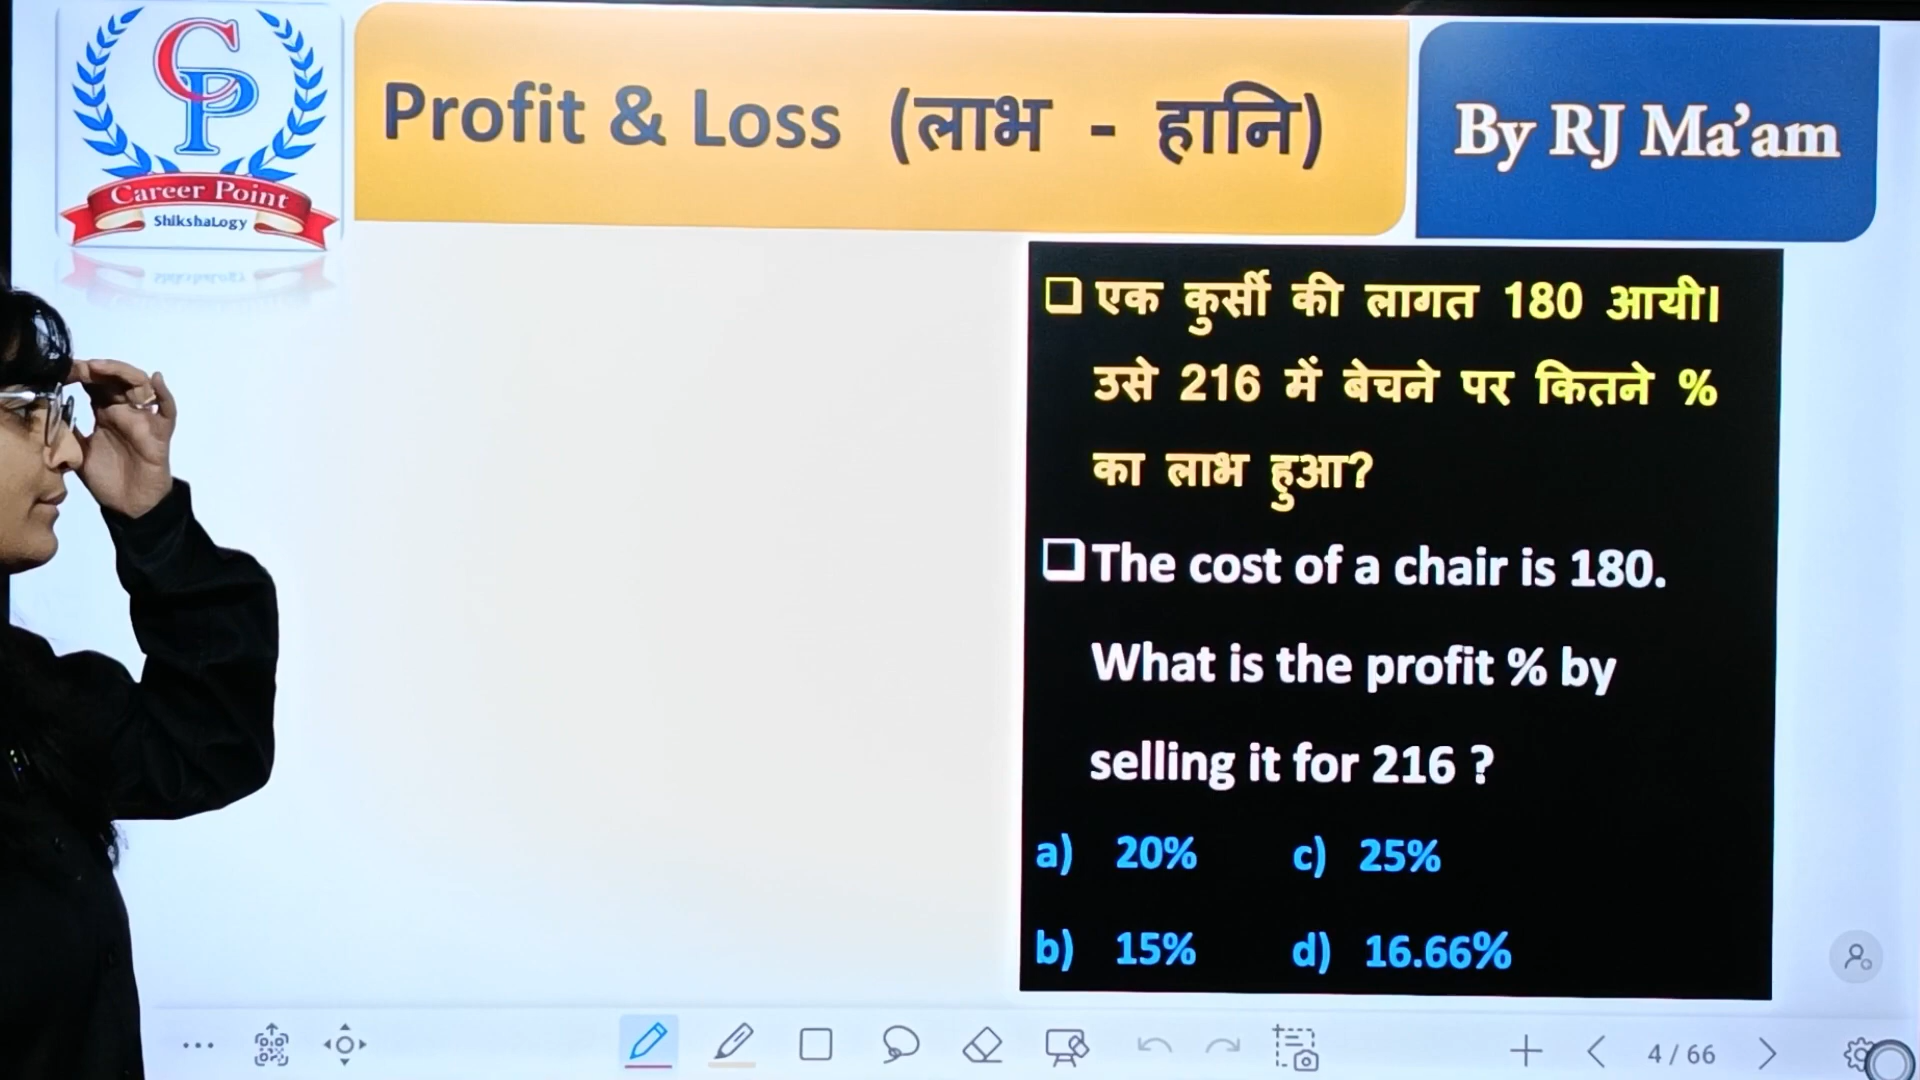 CP
Career Point
ShikshaLogy
Profit & Loss (लाभ - हानि)
By RJ Ma’am
एक कुर्सी की लागत 180 आयी।
उसे 216 में बेचने पर कितने %
का लाभ हुआ?
The cost of a chair is 180.
What is the profit % by
selling it for 216 ?
a) 20% c) 25%
b) 15% d) 16.66%
4 / 66